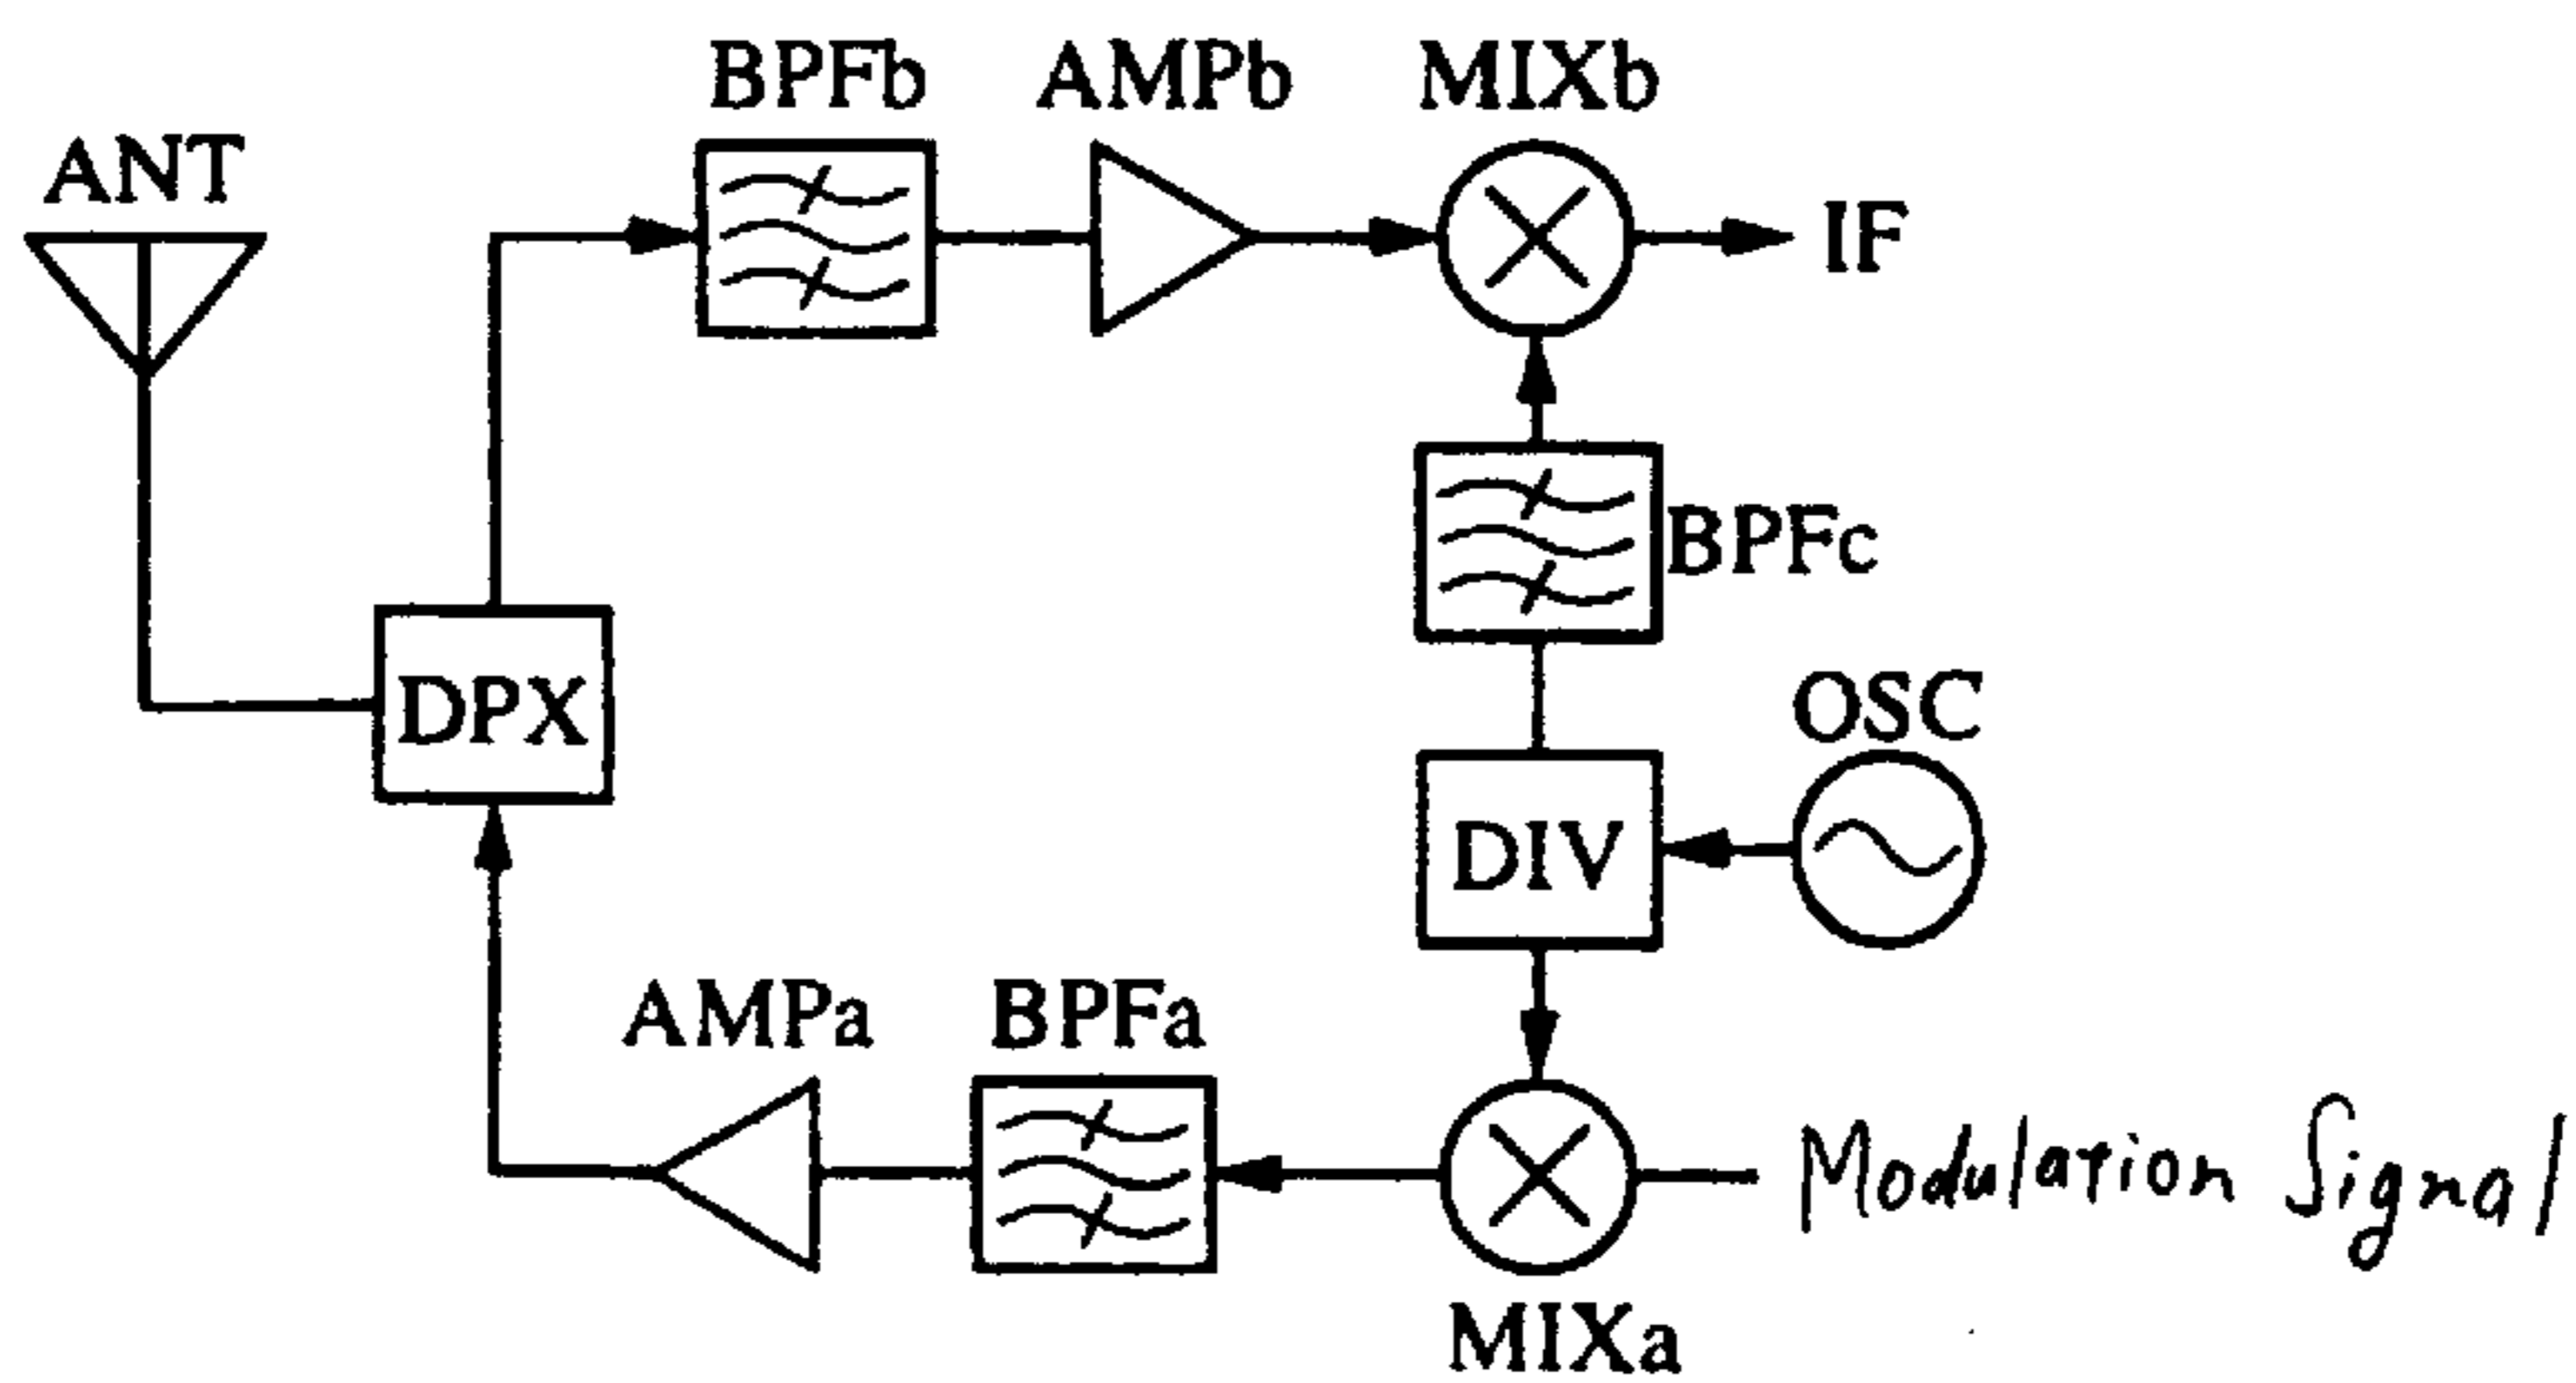 BPFb AMPb MIXb
ANT
IF
BPFc
DPX
OSC
DIV
AMPa BPFa
Modulation Signal
MIXa